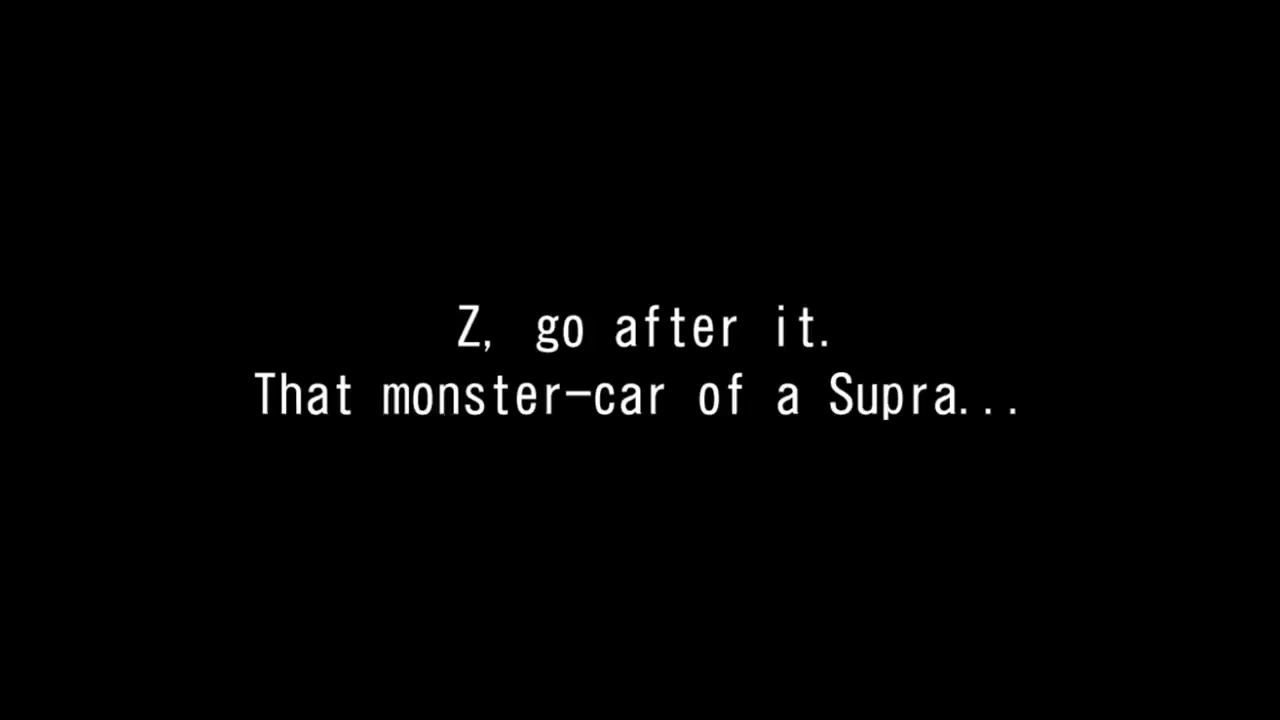 Z, go after it.
That monster-car of a Supra...